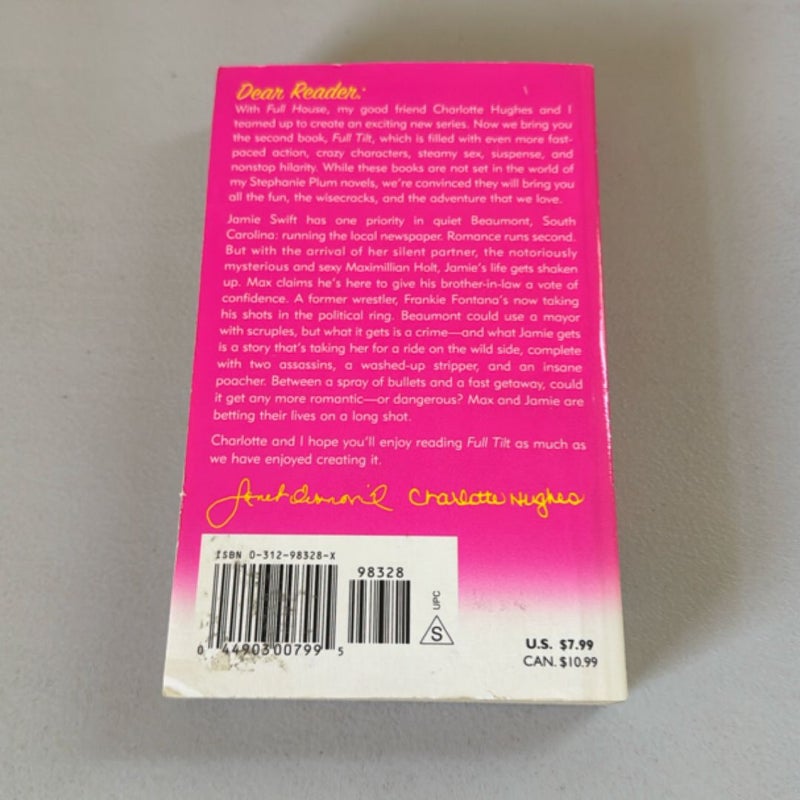 Dear Reader:
With Full House, my good friend Charlotte Hughes and I
teamed up to create an exciting new series. Now we bring you
the second book, Full Tilt, which is filled with even more fast-
paced action, crazy characters, steamy sex, suspense, and
nonstop hilarity. While these books are not set in the world of
my Stephanie Plum novels, we're convinced they will bring you
all the fun, the wisecracks, and the adventure that we love.
Jamie Swift has one priority in quiet Beaumont, South
Carolina: running the local newspaper. Romance runs second.
But with the arrival of her silent partner, the notoriously
mysterious and sexy Maximillian Holt, Jamie's life gets shaken
up. Max claims he's here to give his brother-in-law a vote of
confidence. A former wrestler, Frankie Fontana's now taking
his shots in the political ring. Beaumont could use a mayor
with scruples, but what it gets is a crime—and what Jamie gets
is a story that's taking her for a ride on the wild side, complete
with two assassins, a washed-up stripper, and an insane
poacher. Between a spray of bullets and a fast getaway, could
it get any more romantic—or dangerous? Max and Jamie are
betting their lives on a long shot.
Charlotte and I hope you'll enjoy reading Full Tilt as much as
we have enjoyed creating it.
Janet Evanovich Charlotte Hughes
ISBN 0-312-98328-X
98328
UPC
S
0 44903 00799 5
U.S. $7.99
CAN. $10.99